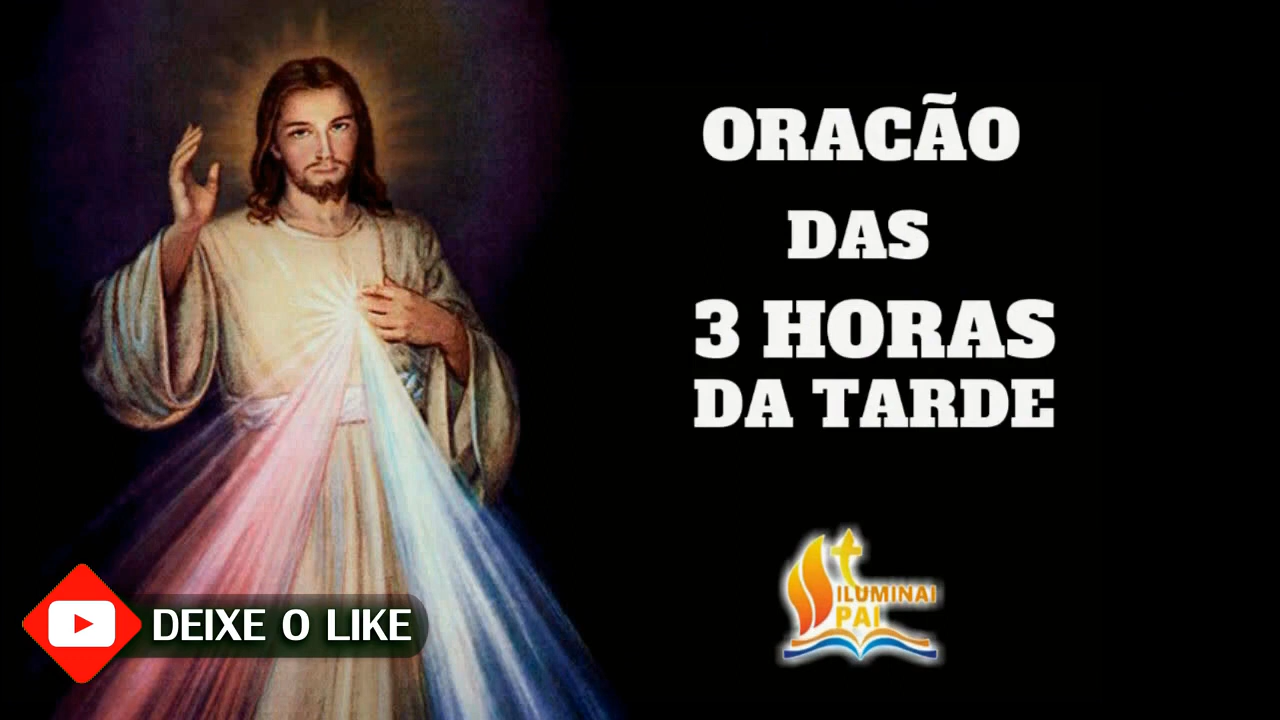 ORACÃO
DAS
3 HORAS
DA TARDE
ILUMINAI
PAI
DEIXE O LIKE